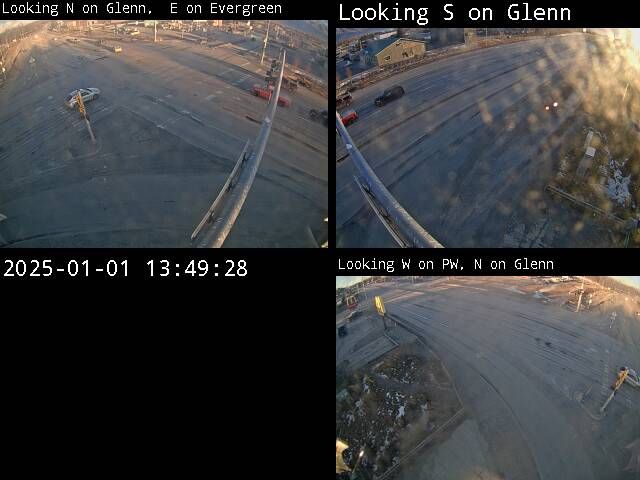 Looking N on Glenn,  E on Evergreen
Looking S on Glenn
2025-01-01 13:49:28
Looking W on PW, N on Glenn